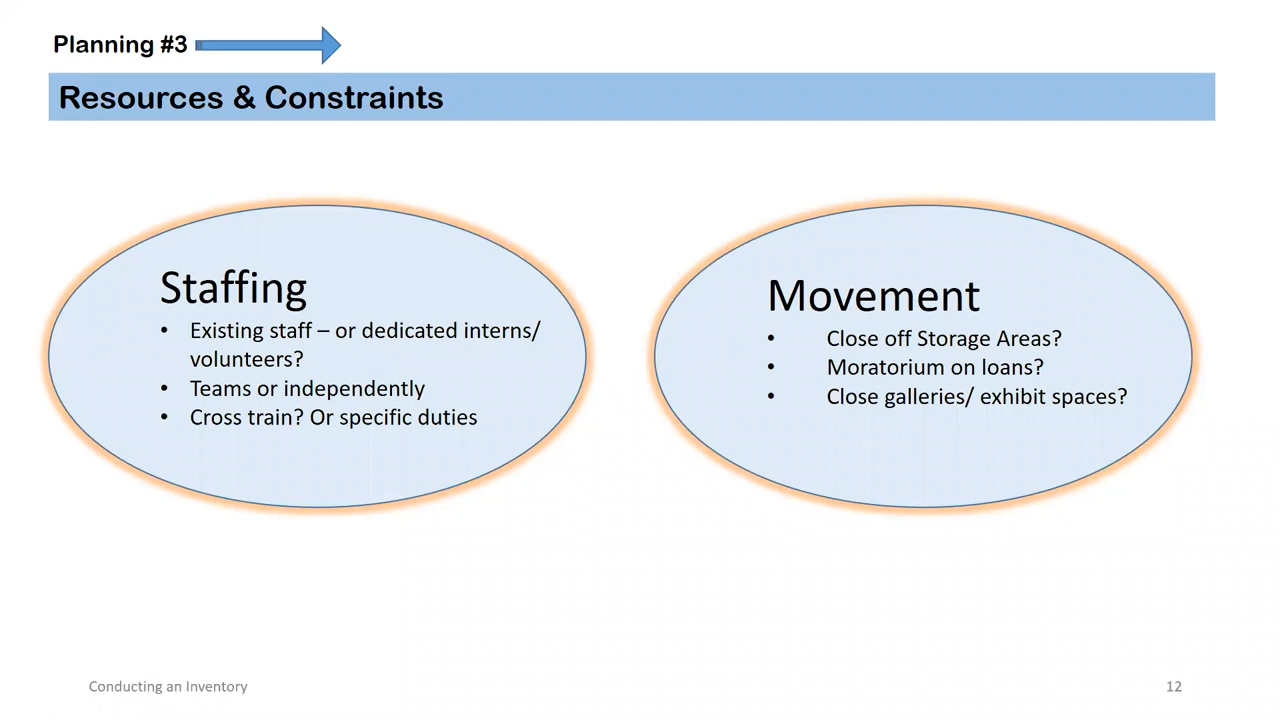 Planning #3
Resources & Constraints
Staffing
• Existing staff – or dedicated interns/
volunteers?
• Teams or independently
• Cross train? Or specific duties
Movement
• Close off Storage Areas?
• Moratorium on loans?
• Close galleries/ exhibit spaces?
Conducting an Inventory
12